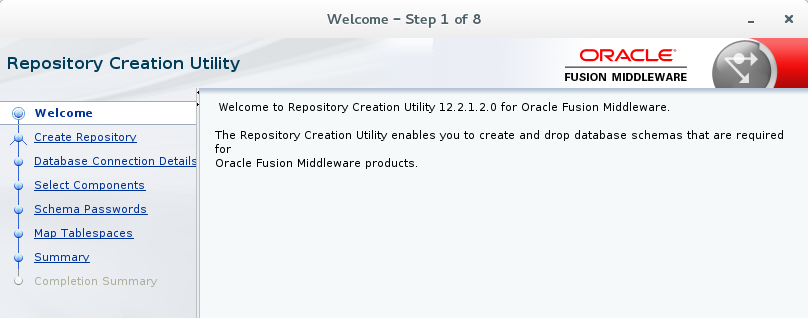 Welcome – Step 1 of 8
Repository Creation Utility
ORACLE
FUSION MIDDLEWARE
Welcome
Create Repository
Database Connection Details
Select Components
Schema Passwords
Map Tablespaces
Summary
Completion Summary
Welcome to Repository Creation Utility 12.2.1.2.0 for Oracle Fusion Middleware.
The Repository Creation Utility enables you to create and drop database schemas that are required
for
Oracle Fusion Middleware products.